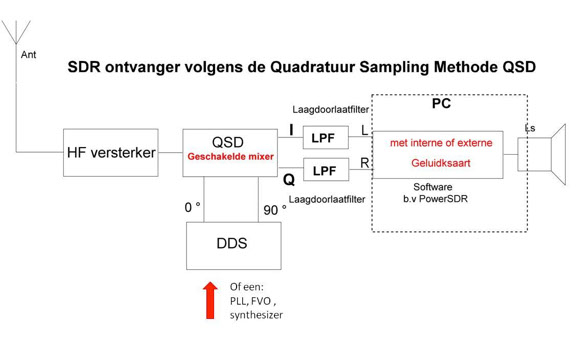 Ant
SDR ontvanger volgens de Quadratuur Sampling Methode QSD
PC
Laagdoorlaatfilter
HF versterker
QSD
Geschakelde mixer
I
LPF
L
met interne of externe
Geluidksaart
Ls
Q
LPF
R
Laagdoorlaatfilter
Software
b.v PowerSDR
0 °
90 °
DDS
Of een:
PLL, FVO ,
synthesizer